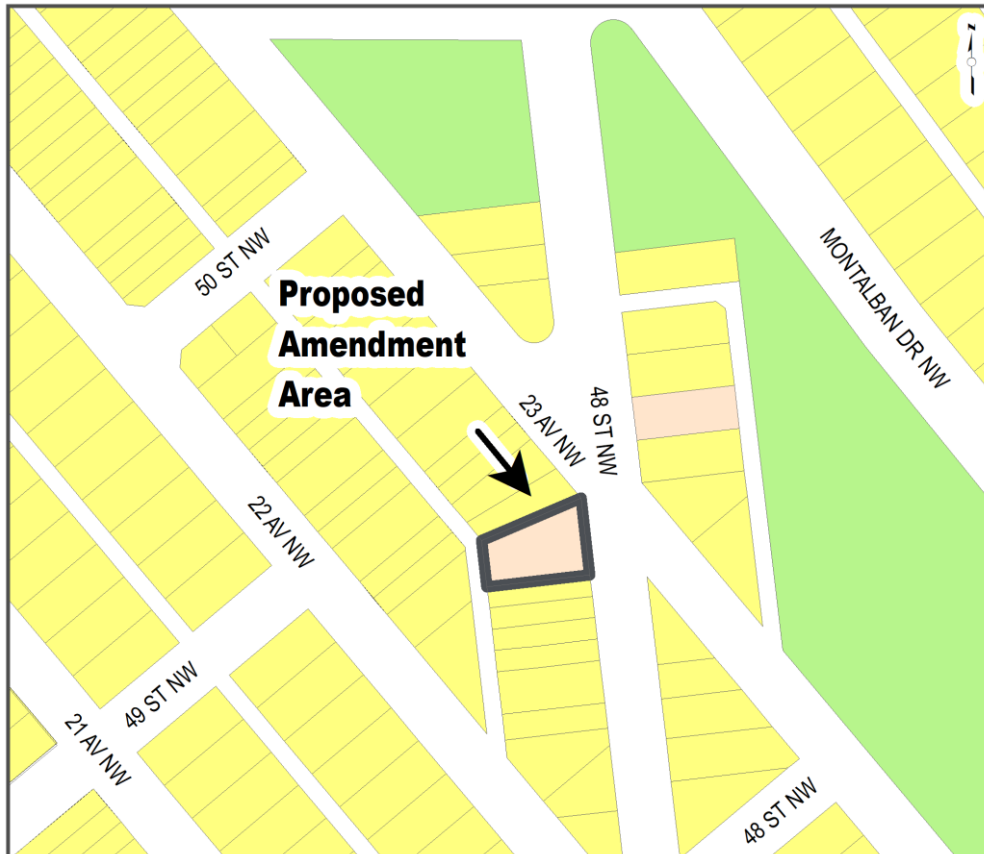 N
MONTALBAN DR NW
50 ST NW
Proposed
Amendment
Area
23 AV NW
48 ST NW
22 AV NW
49 ST NW
21 AV NW
48 ST NW